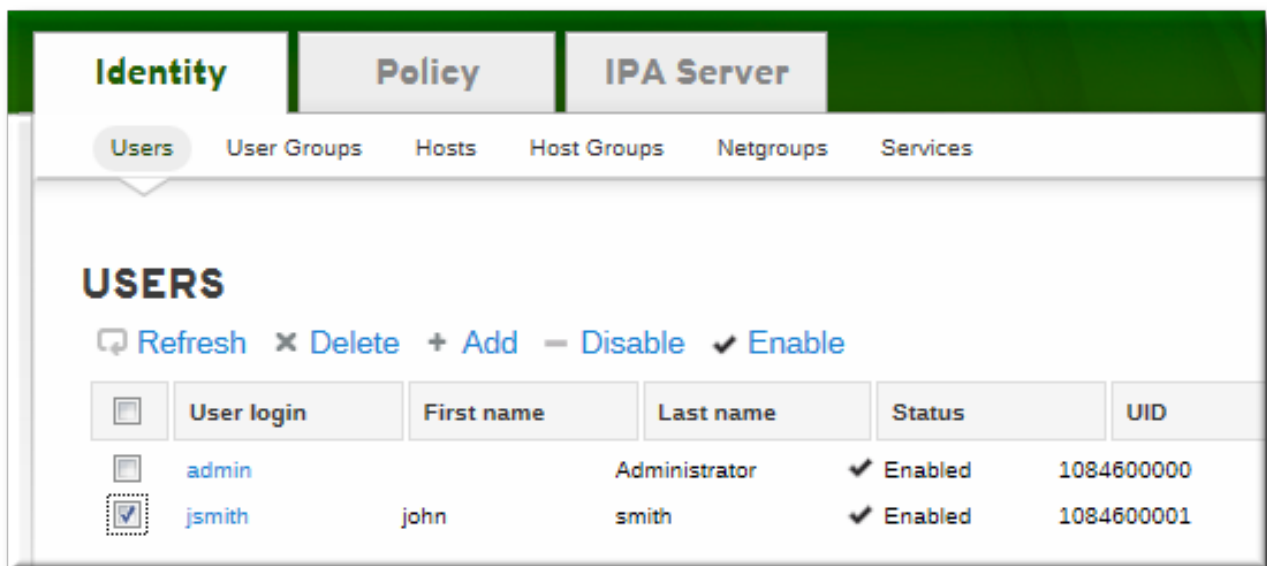 Identity Policy IPA Server
Users User Groups Hosts Host Groups Netgroups Services
USERS
Refresh Delete Add Disable Enable
User login First name Last name Status UID
admin Administrator Enabled 1084600000
jsmith john smith Enabled 1084600001